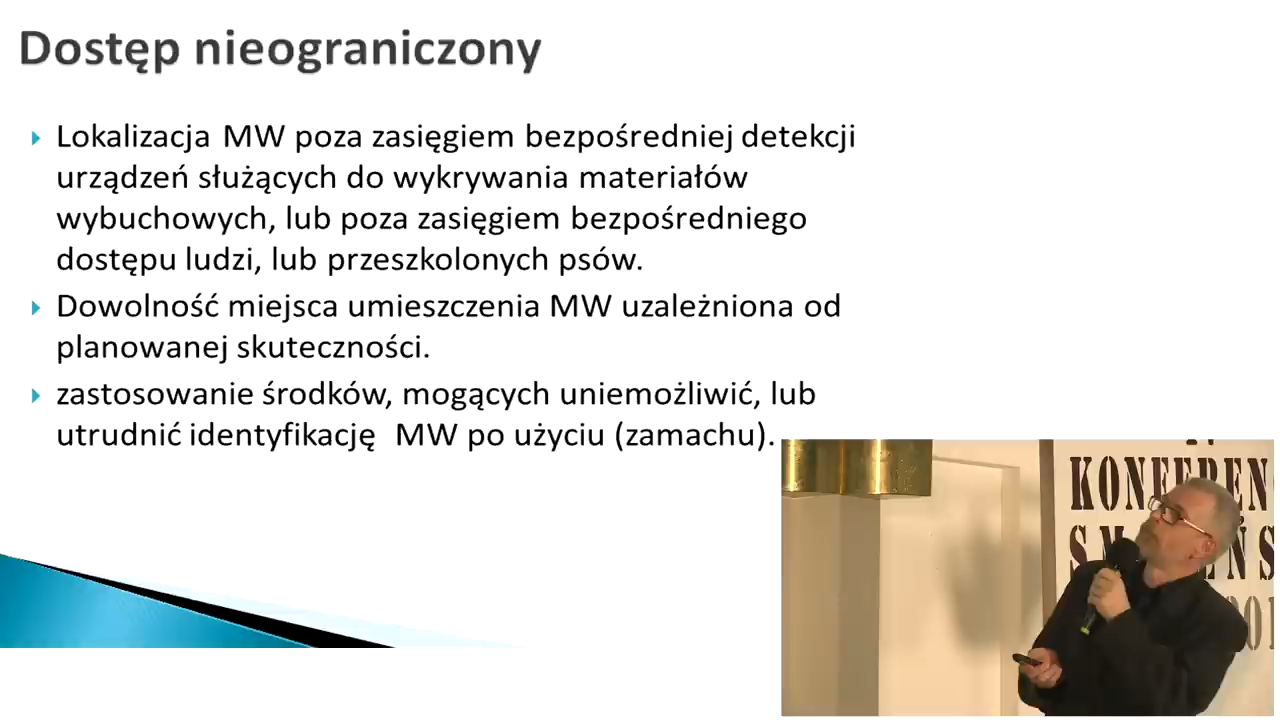 Dostęp nieograniczony
Lokalizacja MW poza zasięgiem bezpośredniej detekcji
urządzeń służących do wykrywania materiałów
wybuchowych, lub poza zasięgiem bezpośredniego
dostępu ludzi, lub przeszkolonych psów.
Dowolność miejsca umieszczenia MW uzależniona od
planowanej skuteczności.
zastosowanie środków, mogących uniemożliwić, lub
utrudnić identyfikację MW po użyciu (zamachu).
KONFEREN